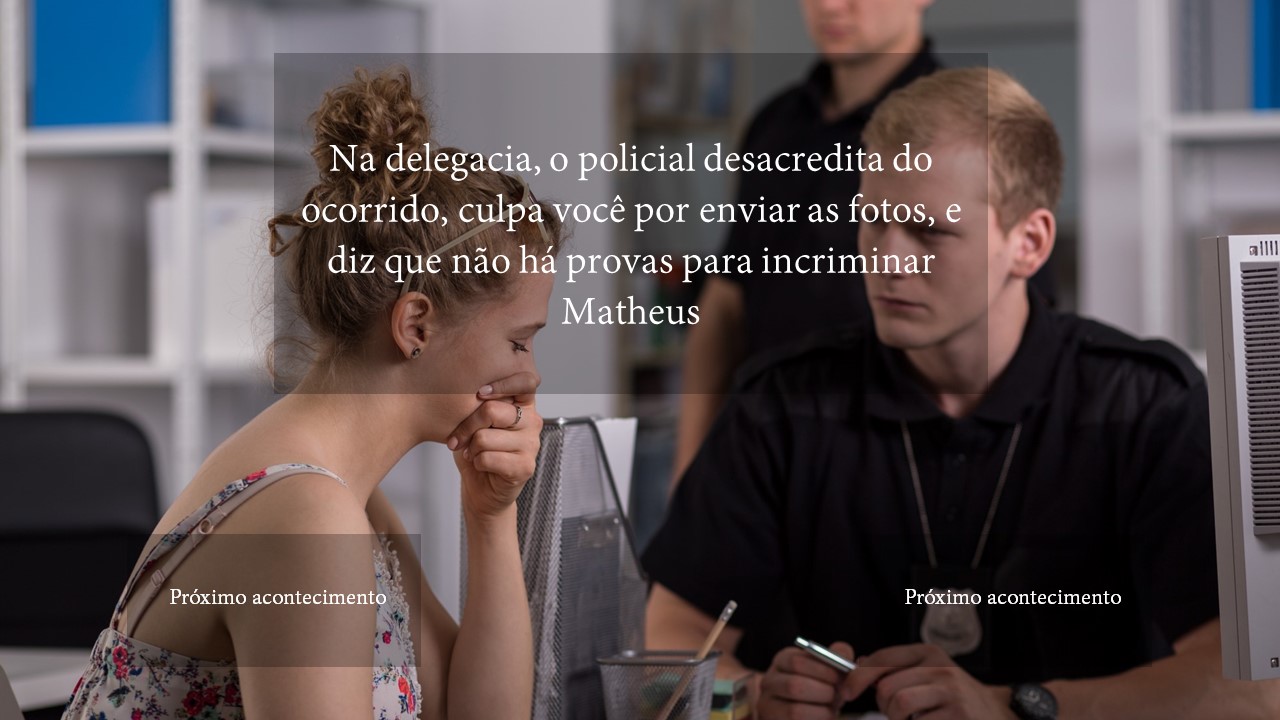 Na delegacia, o policial desacredita do
ocorrido, culpa você por enviar as fotos, e
diz que não há provas para incriminar
Matheus
Próximo acontecimento
Próximo acontecimento